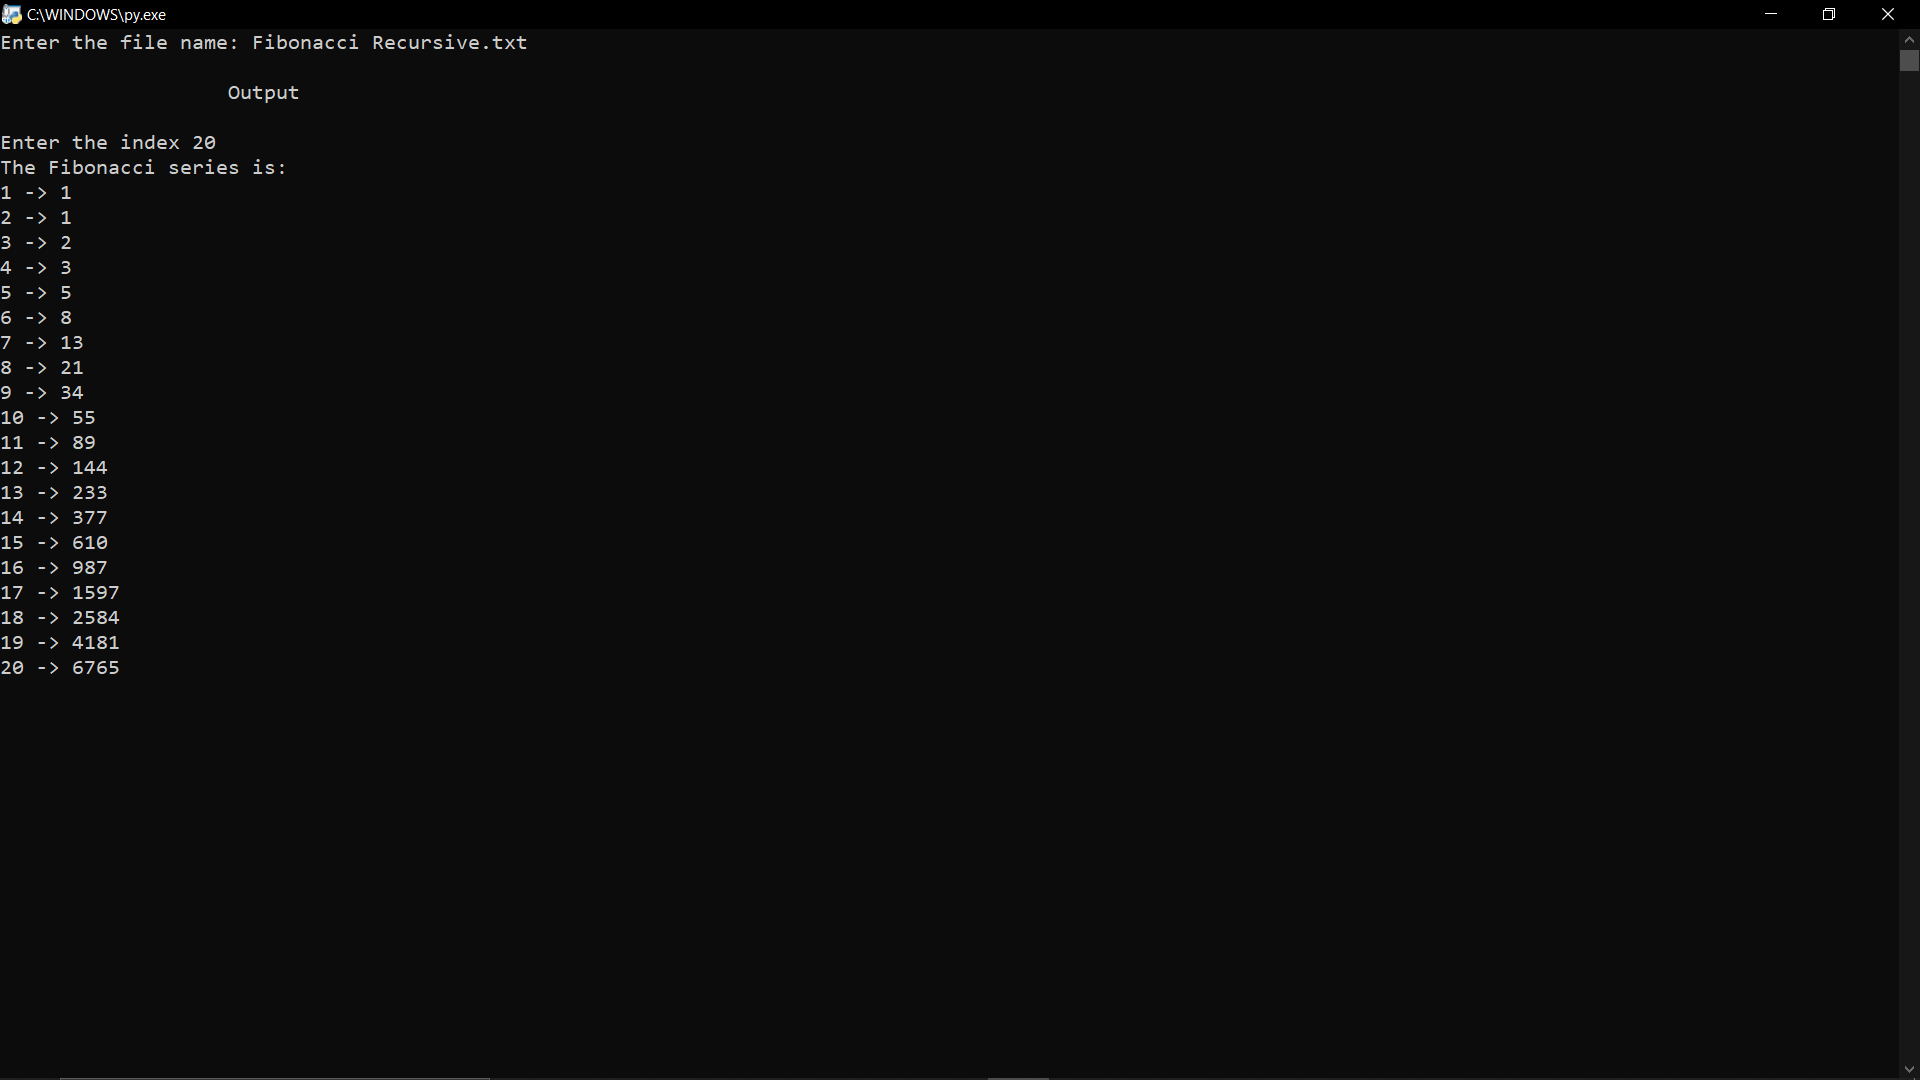 C:\WINDOWS\py.exe
Enter the file name: Fibonacci Recursive.txt
Output
Enter the index 20
The Fibonacci series is:
1 -> 1
2 -> 1
3 -> 2
4 -> 3
5 -> 5
6 -> 8
7 -> 13
8 -> 21
9 -> 34
10 -> 55
11 -> 89
12 -> 144
13 -> 233
14 -> 377
15 -> 610
16 -> 987
17 -> 1597
18 -> 2584
19 -> 4181
20 -> 6765